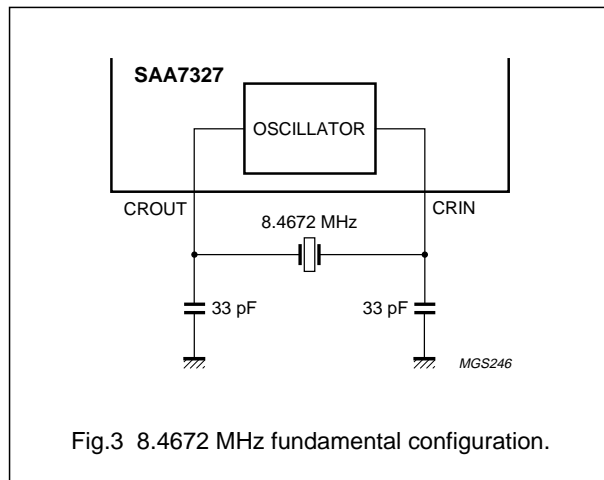 SAA7327
OSCILLATOR
CROUT
CRIN
8.4672 MHz
33 pF
33 pF
MGS246
Fig.3 8.4672 MHz fundamental configuration.